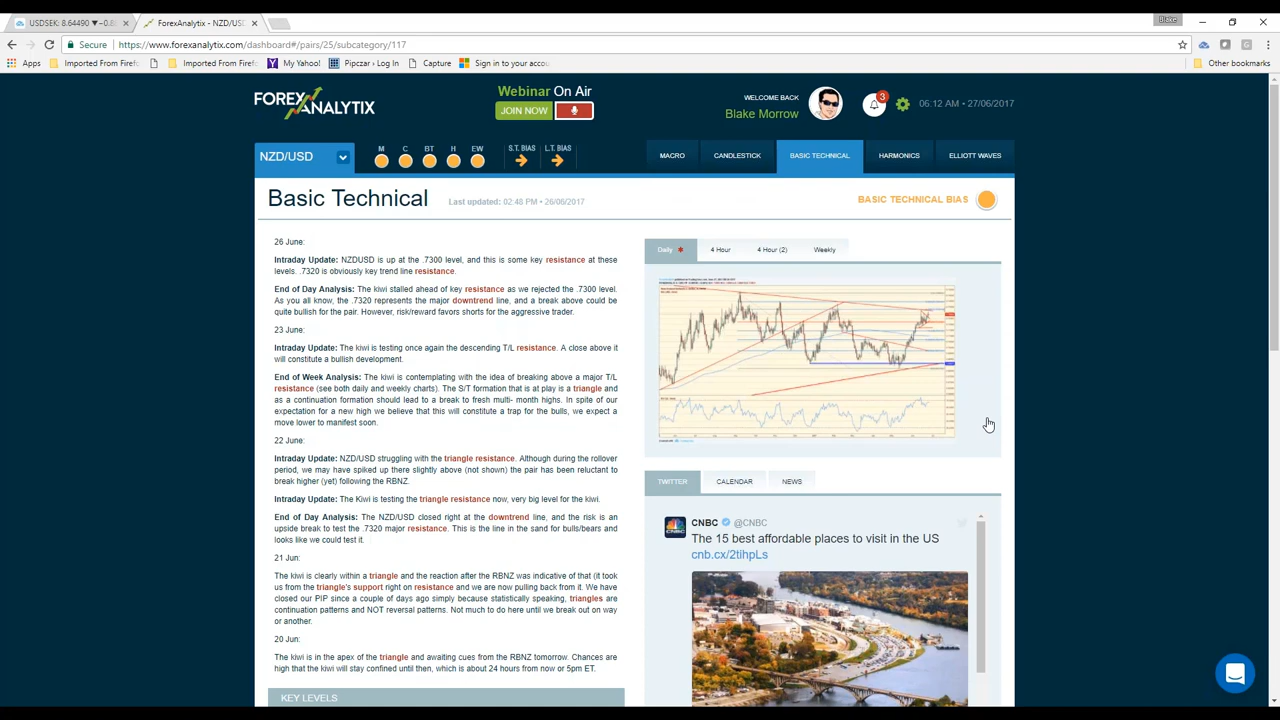 USDSEK: 8.64490 ▼−0.8
ForexAnalytix - NZD/USD
Blake
Secure
https://www.forexanalytix.com/dashboard#/pairs/25/subcategory/117
Apps
Imported From Firef
Imported From Firef
My Yahoo!
Pipczar › Log In
Capture
Sign in to your accou
Other bookmarks
FOREX ANALYTIX
Webinar On Air
JOIN NOW
WELCOME BACK
Blake Morrow
3
06.12 AM • 27/06/2017
NZD/USD
M C BT H EW
S.T. BIAS
L.T. BIAS
MACRO
CANDLESTICK
BASIC TECHNICAL
HARMONICS
ELLIOTT WAVES
Basic Technical
Last updated: 02:48 PM • 26/06/2017
BASIC TECHNICAL BIAS
26 June:
Intraday Update: NZDUSD is up at the .7300 level, and this is some key resistance at these
levels. .7320 is obviously key trend line resistance.
End of Day Analysis: The kiwi stalled ahead of key resistance as we rejected the .7300 level.
As you all know, the .7320 represents the major downtrend line, and a break above could be
quite bullish for the pair. However, risk/reward favors shorts for the aggressive trader.
23 June:
Intraday Update: The kiwi is testing once again the descending T/L resistance. A close above it
will constitute a bullish development.
End of Week Analysis: The kiwi is contemplating with the idea of breaking above a major T/L
resistance (see both daily and weekly charts). The S/T formation that is at play is a triangle and
as a continuation formation should lead to a break to fresh multi- month highs. In spite of our
expectation for a new high we believe that this will constitute a trap for the bulls, we expect a
move lower to manifest soon.
22 June:
Intraday Update: NZD/USD struggling with the triangle resistance. Although during the rollover
period, we may have spiked up there slightly above (not shown) the pair has been reluctant to
break higher (yet) following the RBNZ.
Intraday Update: The Kiwi is testing the triangle resistance now, very big level for the kiwi.
End of Day Analysis: The NZD/USD closed right at the downtrend line, and the risk is an
upside break to test the .7320 major resistance. This is the line in the sand for bulls/bears and
looks like we could test it.
21 Jun:
The kiwi is clearly within a triangle and the reaction after the RBNZ was indicative of that (it took
us from the triangle's support right on resistance and we are now pulling back from it. We have
closed our PIP since a couple of days ago simply because statistically speaking, triangles are
continuation patterns and NOT reversal patterns. Not much to do here until we break out on way
or another.
20 Jun:
The kiwi is in the apex of the triangle and awaiting cues from the RBNZ tomorrow. Chances are
high that the kiwi will stay confined until then, which is about 24 hours from now or 5pm ET.
KEY LEVELS
Daily *
4 Hour
4 Hour (2)
Weekly
TWITTER
CALENDAR
NEWS
CNBC @CNBC
The 15 best affordable places to visit in the US
cnb.cx/2tihpLs